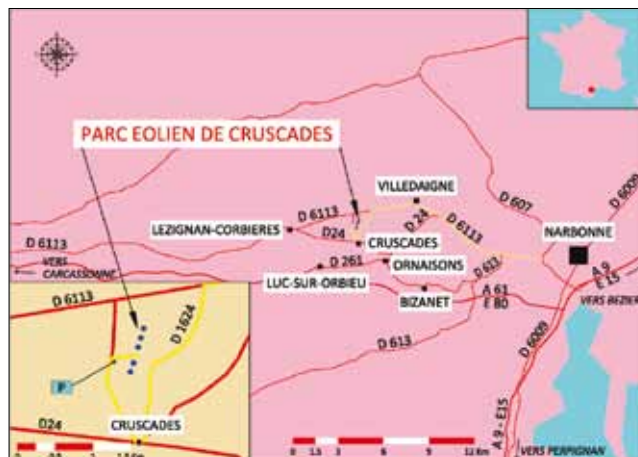 PARC EOLIEN DE CRUSCADES
VILLEDAIGNE
D 607
D 6009
D 6113
D 24
D 6113
LEZIGNAN-CORBIERES
D24
CRUSCADES
NARBONNE
D 6113
VERS
CARCASSONNE
D 261
ORNAISONS
D 613
LUC-SUR-ORBIEU
A 61
E 80
A 9
E 15
VERS BEZIER
BIZANET
D 613
D 6009
A 9 - E15
VERS PERPIGNAN
D 6113
D 1624
P
D24
CRUSCADES
0 1.5 3 6 9 12 Km